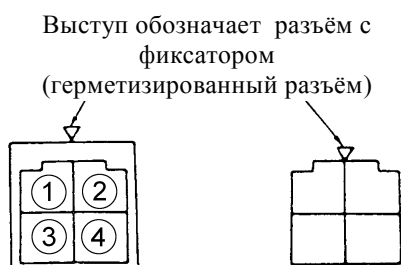 Выступ обозначает разъём с
фиксатором
(герметизированный разъём)
1 2
3 4